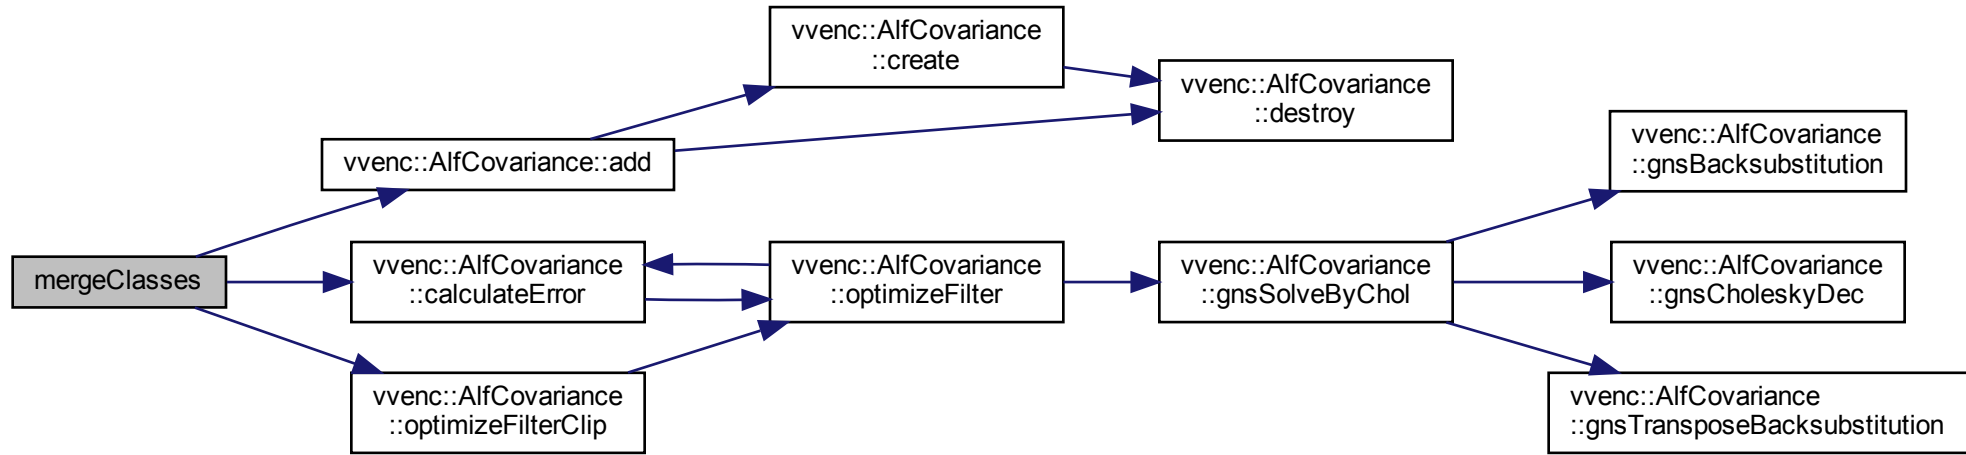 mergeClasses
vvenc::AlfCovariance::add
vvenc::AlfCovariance
::calculateError
vvenc::AlfCovariance
::optimizeFilterClip
vvenc::AlfCovariance
::create
vvenc::AlfCovariance
::optimizeFilter
vvenc::AlfCovariance
::destroy
vvenc::AlfCovariance
::gnsSolveByChol
vvenc::AlfCovariance
::gnsBacksubstitution
vvenc::AlfCovariance
::gnsCholeskyDec
vvenc::AlfCovariance
::gnsTransposeBacksubstitution